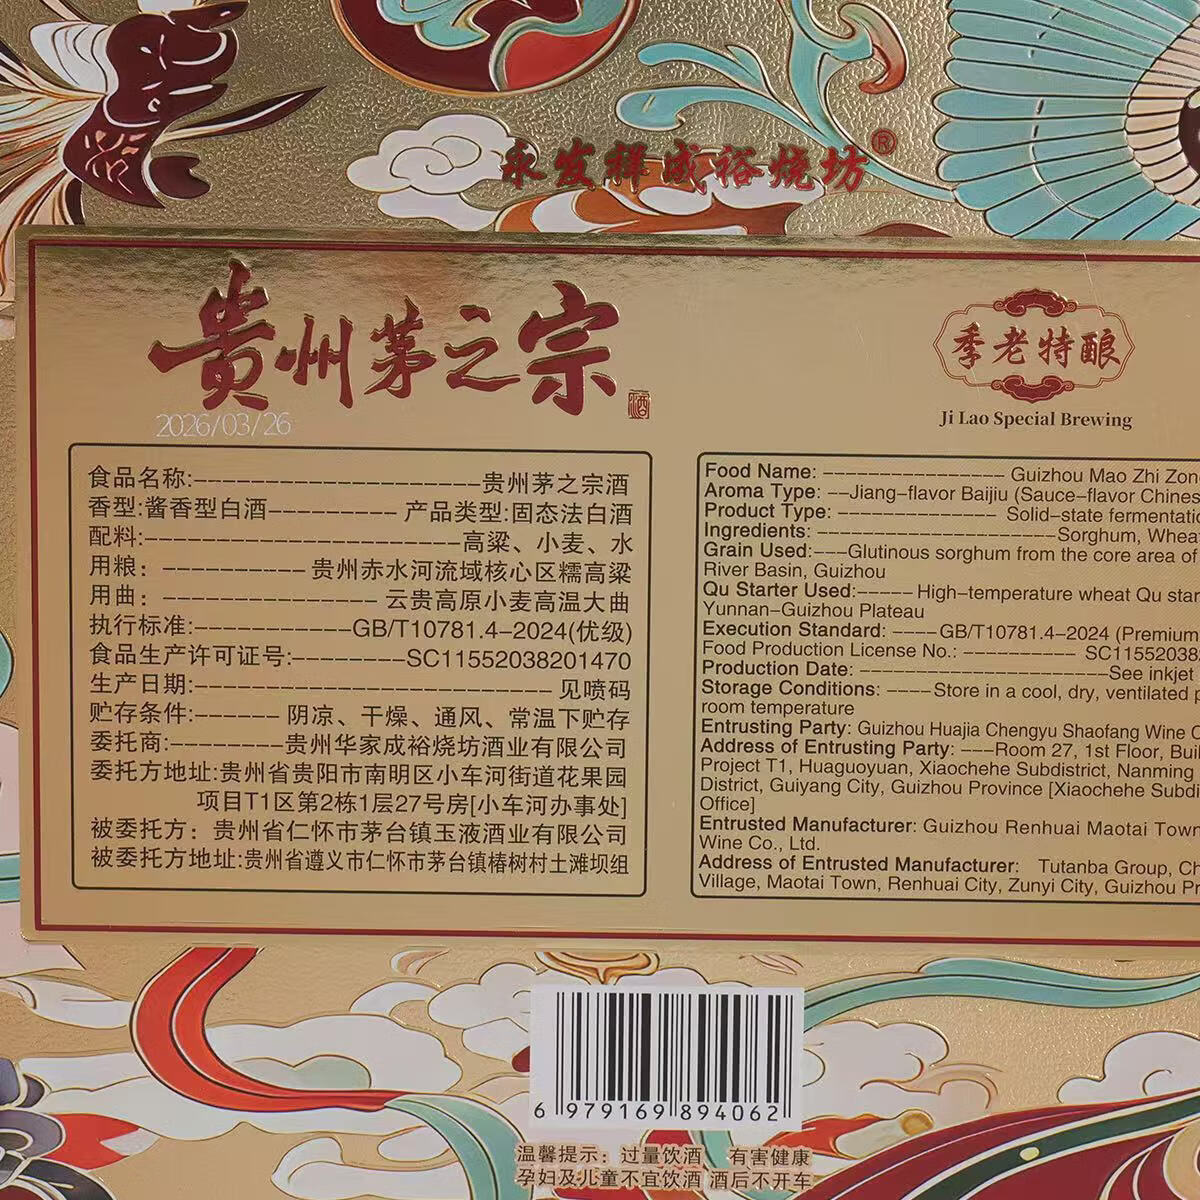 永发祥成裕烧坊®
贵州茅之宗
酒
2026/03/26
季老特酿
Ji Lao Special Brewing
食品名称:----------------------贵州茅之宗酒
香型:酱香型白酒----------产品类型:固态法白酒
配料:------------------------高粱、小麦、水
用粮：-----------贵州赤水河流域核心区糯高粱
用曲：----------------云贵高原小麦高温大曲
执行标准:------------GB/T10781.4-2024(优级)
食品生产许可证号:---------SC11552038201470
生产日期:---------------------------见喷码
贮存条件:------阴凉、干燥、通风、常温下贮存
委托商:---------贵州华家成裕烧坊酒业有限公司
委托方地址:贵州省贵阳市南明区小车河街道花果园
项目T1区第2栋1层27号房[小车河办事处]
被委托方：贵州省仁怀市茅台镇玉液酒业有限公司
被委托方地址:贵州省遵义市仁怀市茅台镇椿树村土滩坝组
Food Name: ------------------ Guizhou Mao Zhi Zon
Aroma Type: --Jiang-flavor Baijiu (Sauce-flavor Chines
Product Type: ---------------- Solid-state fermentatio
Ingredients: ------------------------Sorghum, Whea
Grain Used:---Glutinous sorghum from the core area of
River Basin, Guizhou
Qu Starter Used:----- High-temperature wheat Qu star
Yunnan-Guizhou Plateau
Execution Standard: ----GB/T10781.4-2024 (Premium
Food Production License No.: ----------- SC11552038
Production Date: -------------------------See inkjet
Storage Conditions: ----Store in a cool, dry, ventilated p
room temperature
Entrusting Party: Guizhou Huajia Chengyu Shaofang Wine C
Address of Entrusting Party: ---Room 27, 1st Floor, Buil
Project T1, Huaguoyuan, Xiaochehe Subdistrict, Nanming
District, Guiyang City, Guizhou Province [Xiaochehe Subdi
Office]
Entrusted Manufacturer: Guizhou Renhuai Maotai Town
Wine Co., Ltd.
Address of Entrusted Manufacturer: Tutanba Group, Ch
Village, Maotai Town, Renhuai City, Zunyi City, Guizhou Pr
6 979169 894062
温馨提示：过量饮酒 有害健康
孕妇及儿童不宜饮酒 酒后不开车